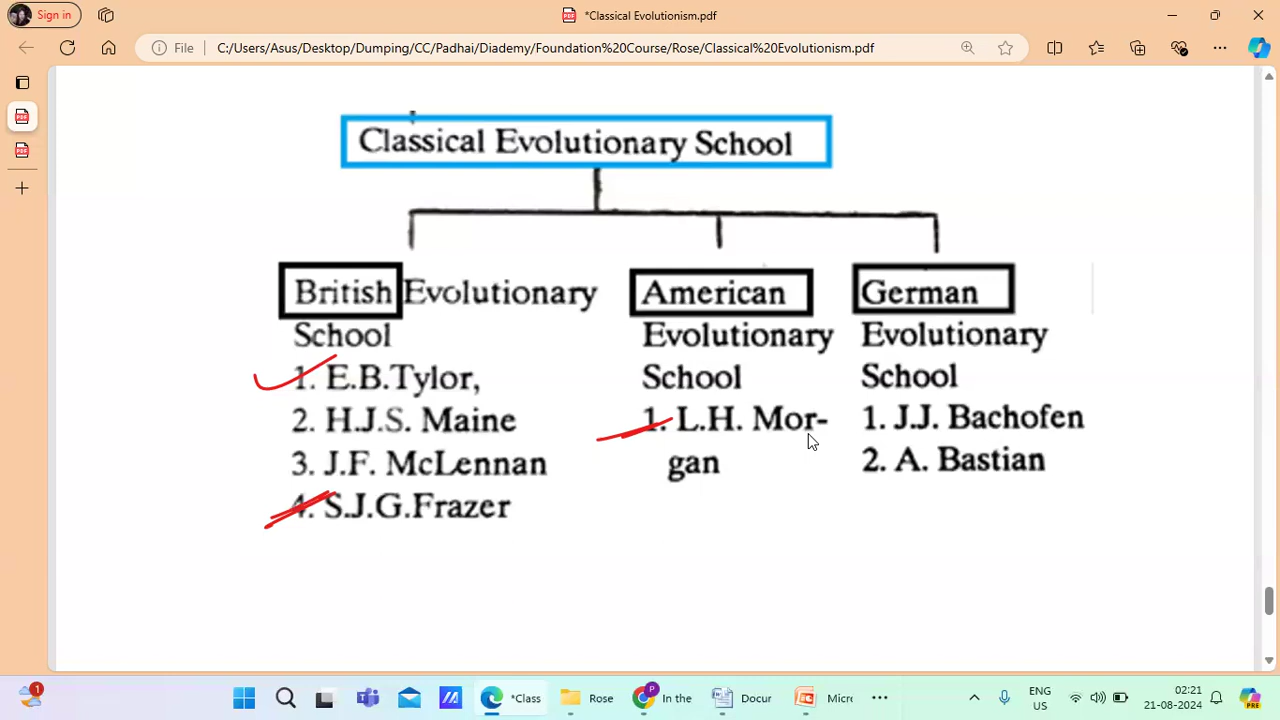 Sign in
*Classical Evolutionism.pdf
File
C:/Users/Asus/Desktop/Dumping/CC/Padhai/Diademy/Foundation%20Course/Rose/Classical%20Evolutionism.pdf
Classical Evolutionary School
British Evolutionary
School
1. E.B.Tylor,
2. H.J.S. Maine
3. J.F. McLennan
4. S.J.G.Frazer
American
Evolutionary
School
1. L.H. Mor-
gan
German
Evolutionary
School
1. J.J. Bachofen
2. A. Bastian
1
*Class
Rose
In the
Docur
Micro
ENG
US
02:21
21-08-2024
PRE